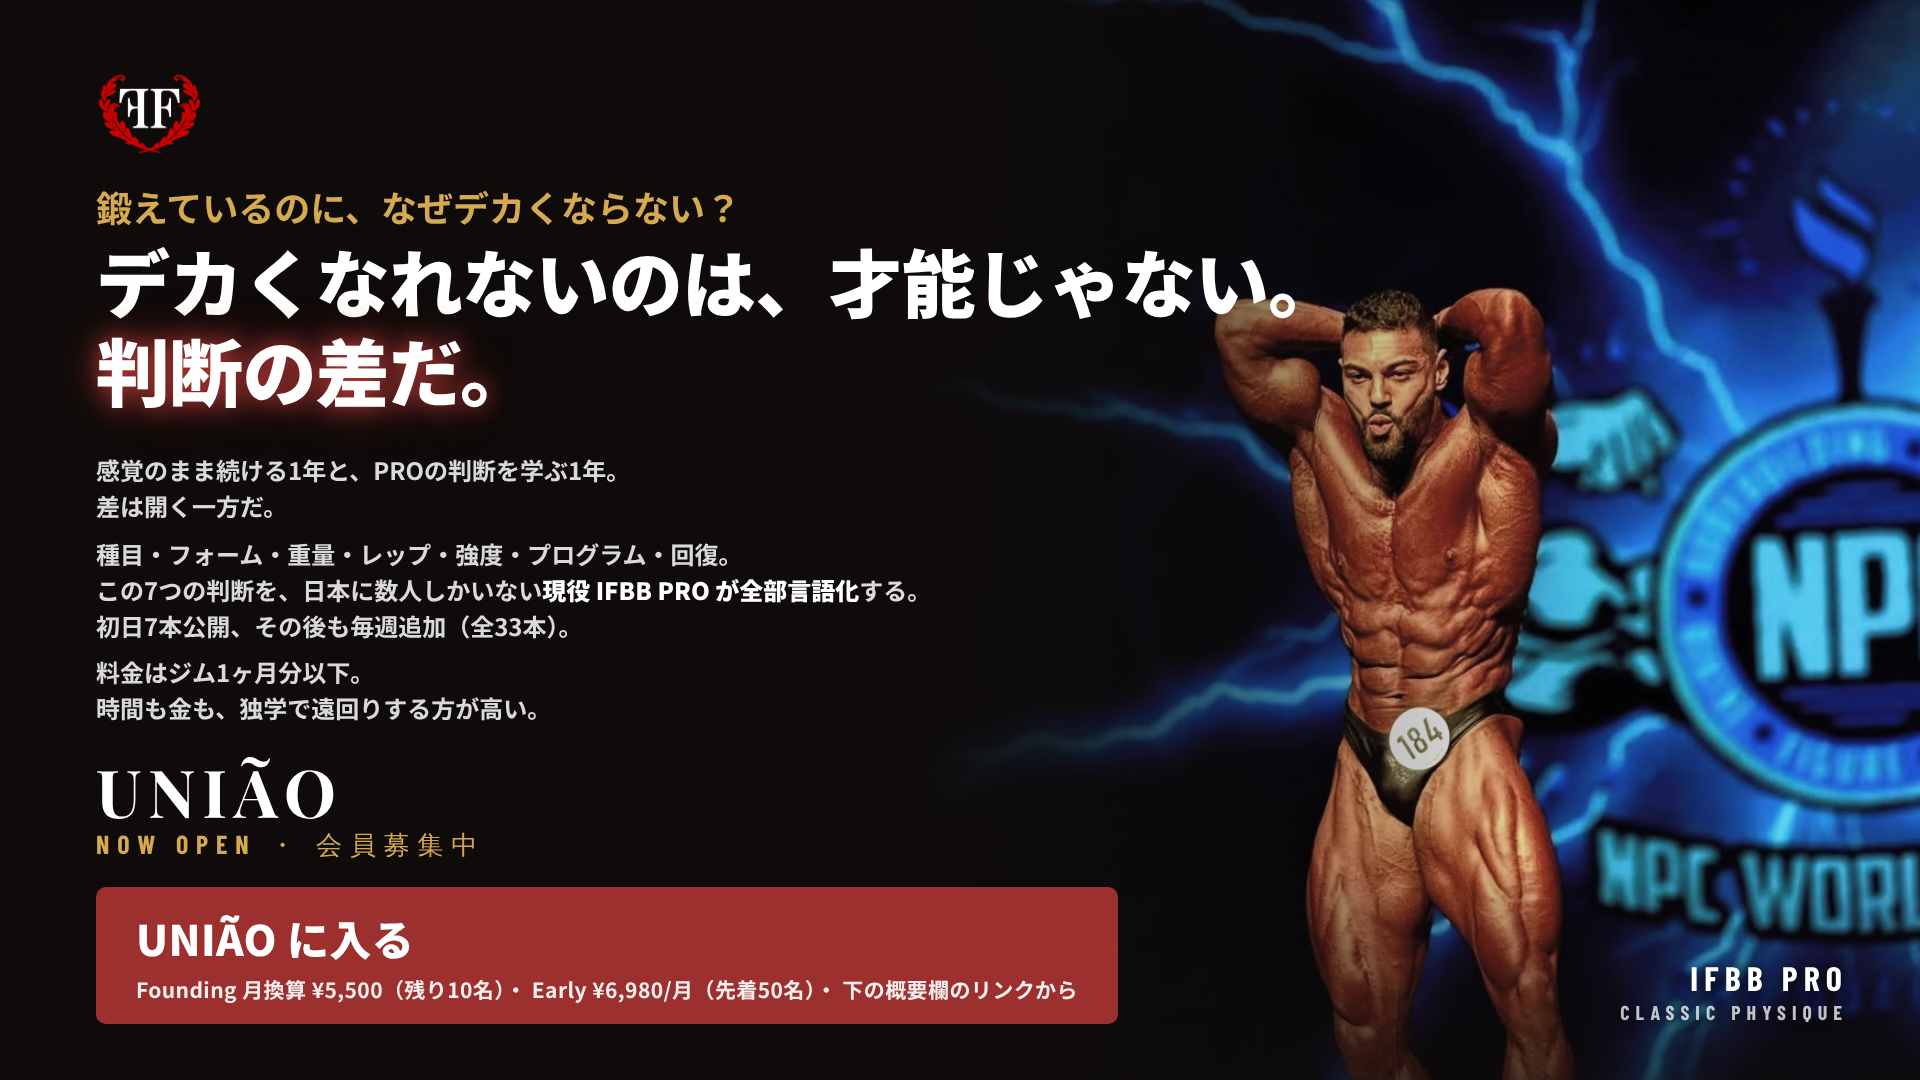 FF
鍛えているのに、なぜデカくならない？
デカくなれないのは、才能じゃない。
判断の差だ。
感覚のまま続ける1年と、PROの判断を学ぶ1年。
差は開く一方だ。
種目・フォーム・重量・レップ・強度・プログラム・回復。
この7つの判断を、日本に数人しかいない現役 IFBB PRO が全部言語化する。
初日7本公開、その後も毎週追加（全33本）。
料金はジム1ヶ月分以下。
時間も金も、独学で遠回りする方が高い。
UNIÃO
NOW OPEN · 会員募集中
UNIÃO に入る
Founding 月換算 ¥5,500（残り10名）・ Early ¥6,980/月（先着50名）・ 下の概要欄のリンクから
184
NP
FIGURE
NPC WORL
IFBB PRO
CLASSIC PHYSIQUE